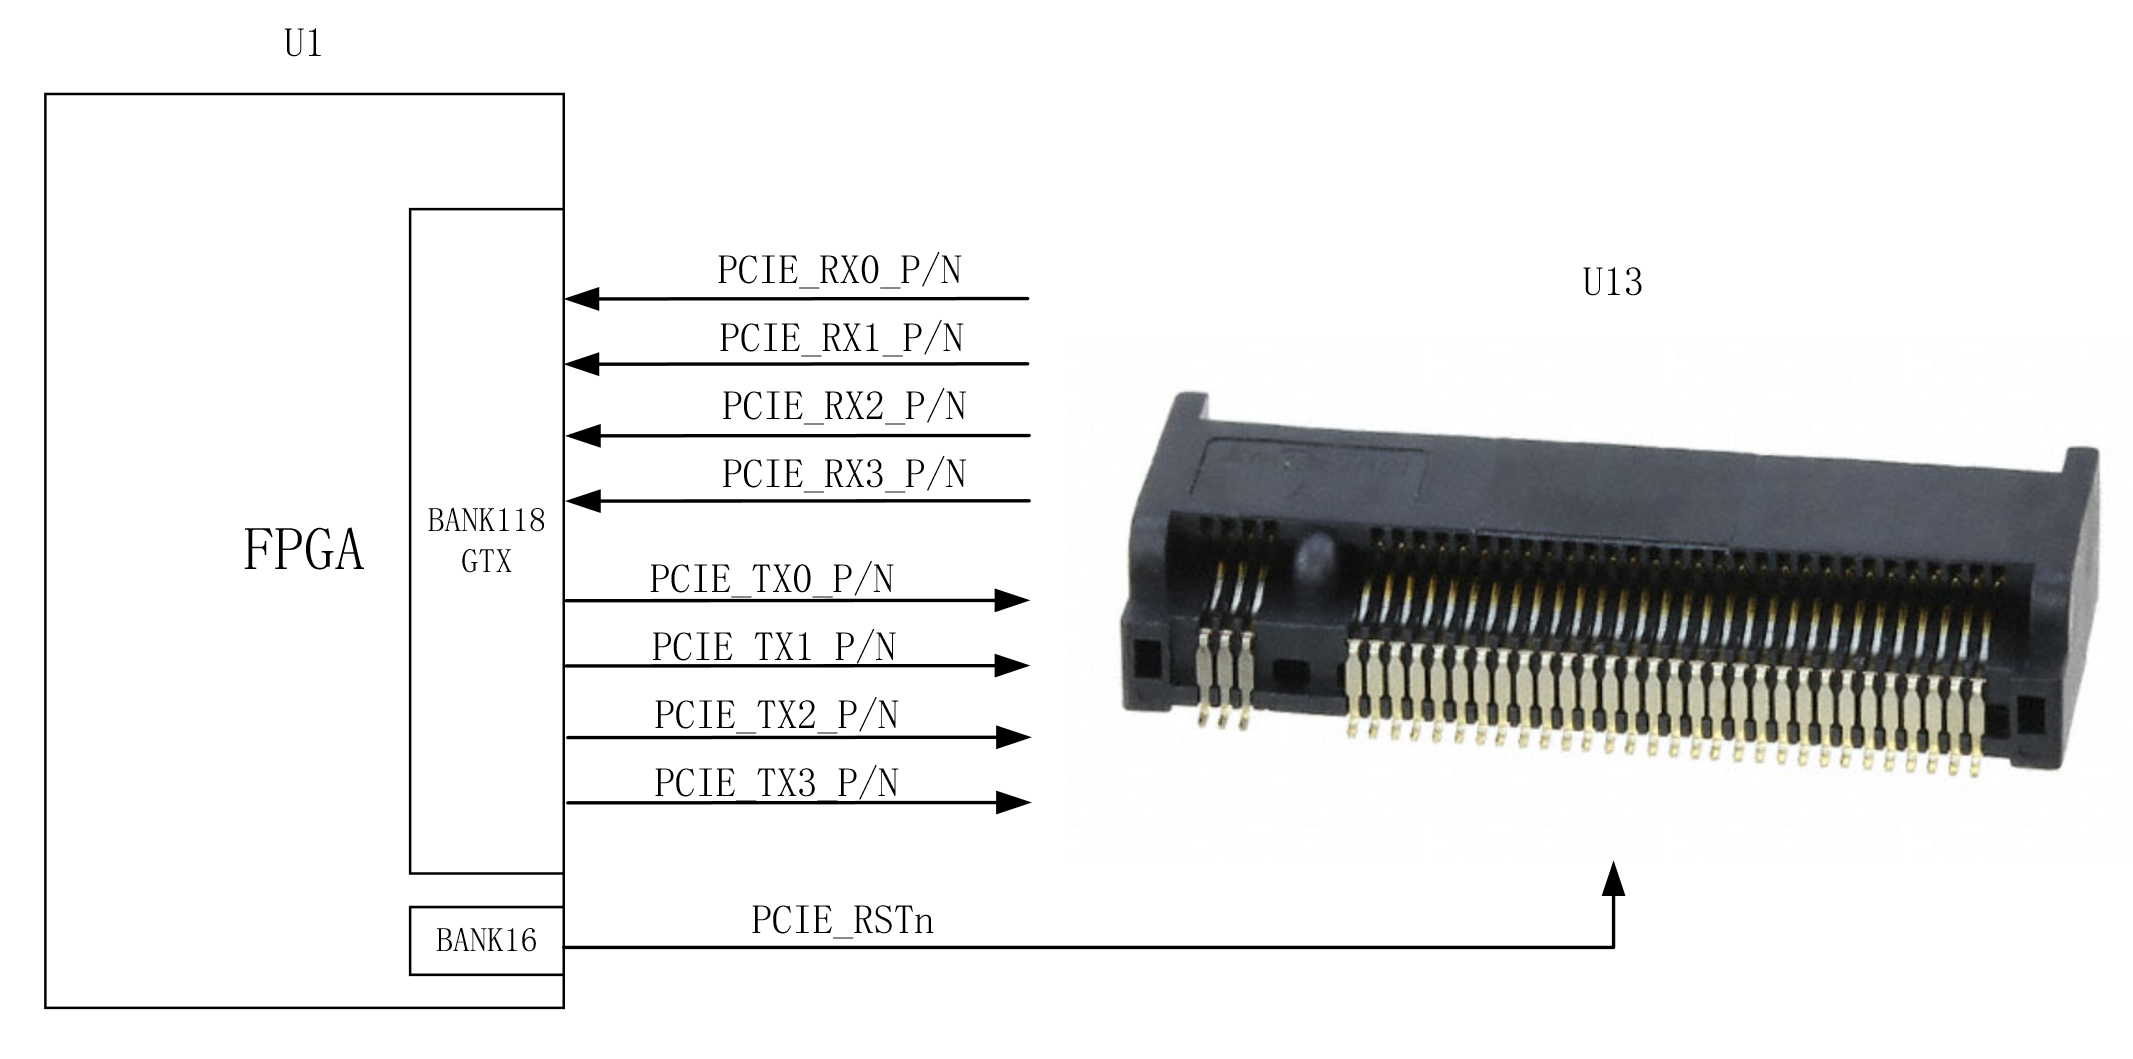 U1
PCIE_RX0_P/N
U13
PCIE_RX1_P/N
PCIE_RX2_P/N
PCIE_RX3_P/N
BANK118
GTX
FPGA
PCIE_TX0_P/N
PCIE_TX1_P/N
PCIE_TX2_P/N
PCIE_TX3_P/N
PCIE_RSTn
BANK16